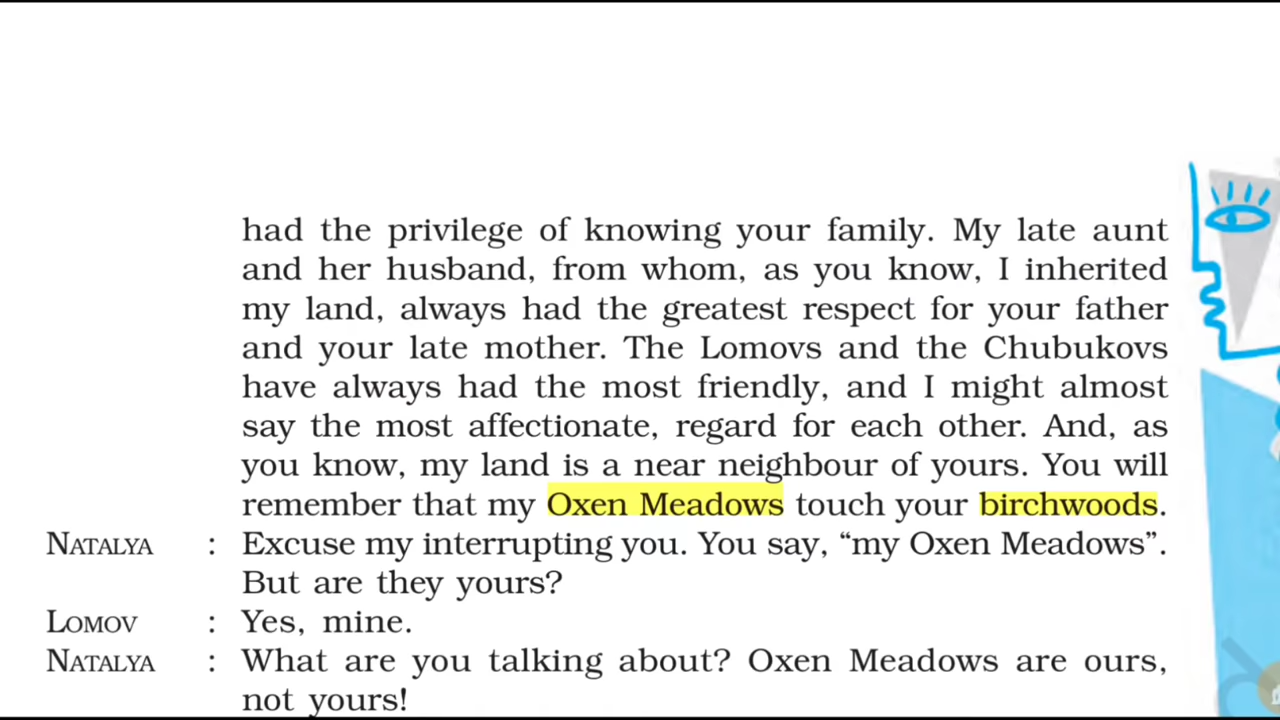 had the privilege of knowing your family. My late aunt
and her husband, from whom, as you know, I inherited
my land, always had the greatest respect for your father
and your late mother. The Lomovs and the Chubukovs
have always had the most friendly, and I might almost
say the most affectionate, regard for each other. And, as
you know, my land is a near neighbour of yours. You will
remember that my Oxen Meadows touch your birchwoods.
NATALYA : Excuse my interrupting you. You say, “my Oxen Meadows”.
But are they yours?
LOMOV : Yes, mine.
NATALYA : What are you talking about? Oxen Meadows are ours,
not yours!